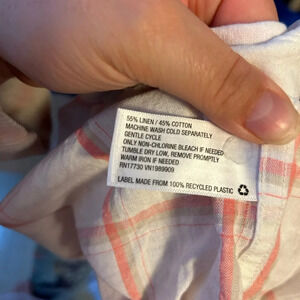 55% LINEN / 45% COTTON
MACHINE WASH COLD SEPARATELY
GENTLE CYCLE
ONLY NON-CHLORINE BLEACH IF NEEDED
TUMBLE DRY LOW, REMOVE PROMPTLY
WARM IRON IF NEEDED
RN17730 VN1989909
LABEL MADE FROM 100% RECYCLED PLASTIC